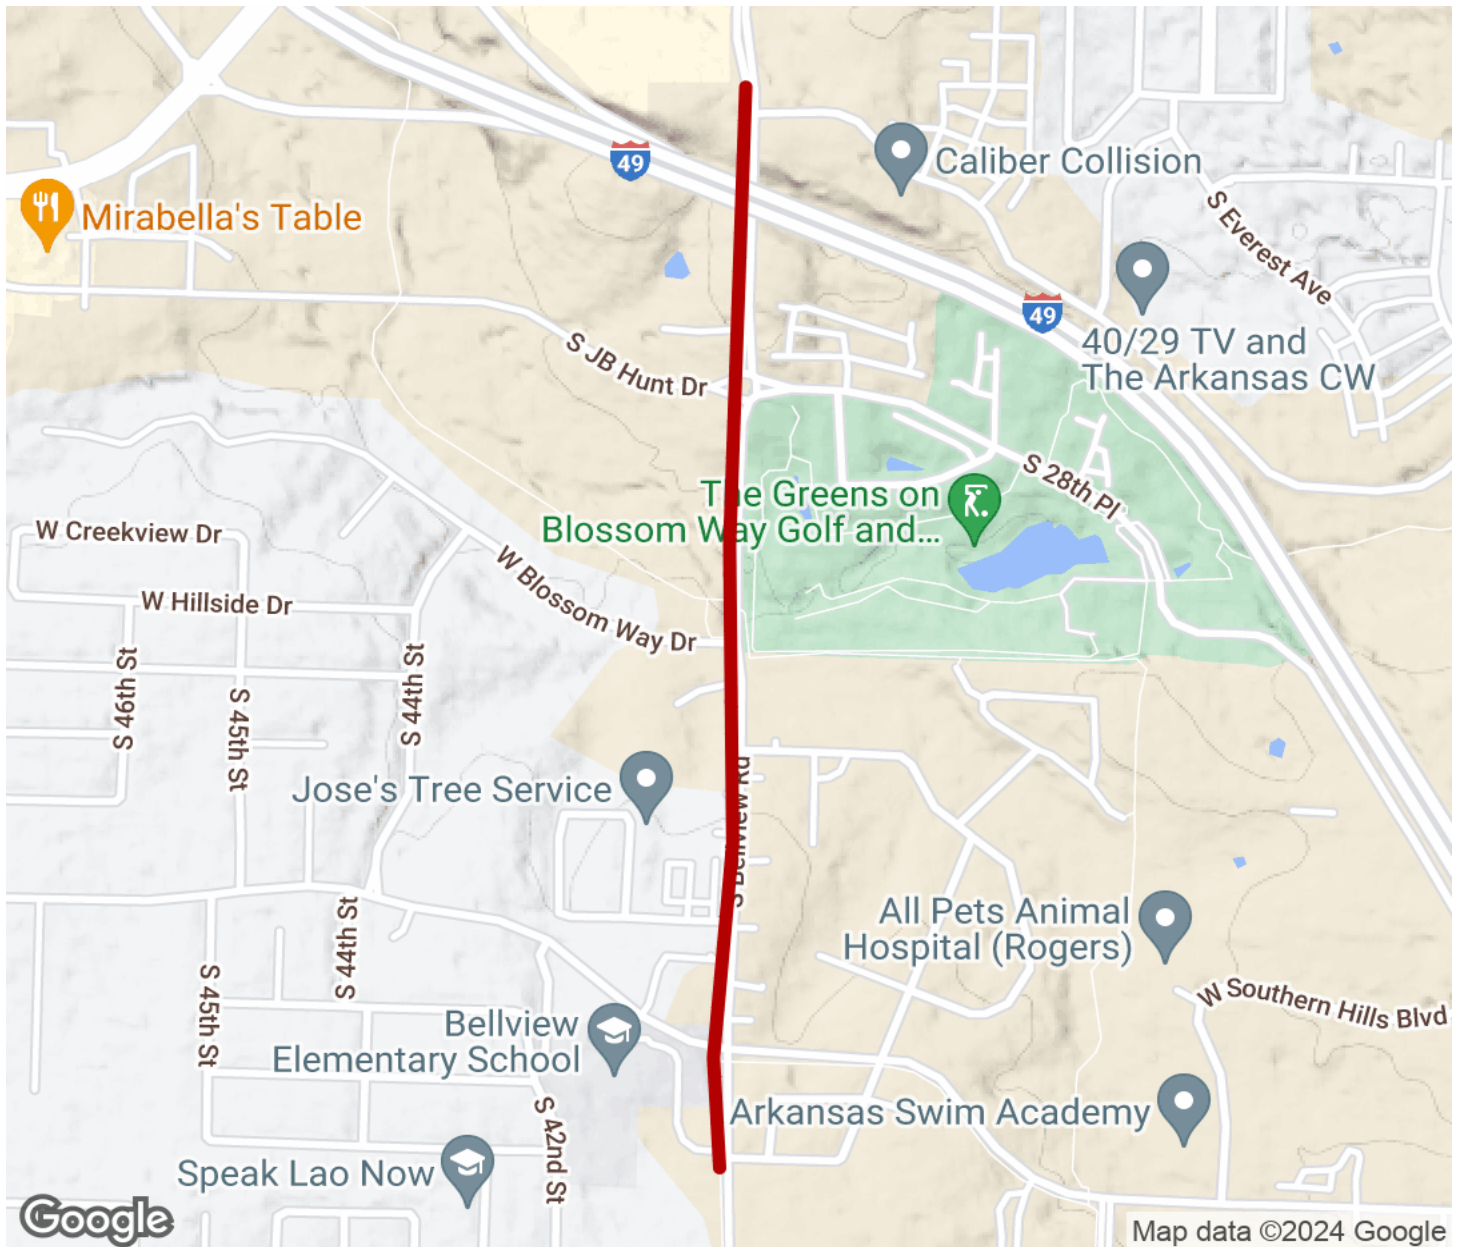 49
Caliber Collision
Mirabella's Table
S Everest Ave
49
40/29 TV and
The Arkansas CW
S JB Hunt Dr
S 28th Pl
The Greens on
Blossom Way Golf and...
W Creekview Dr
W Blossom Way Dr
W Hillside Dr
S 46th St
S 45th St
S 44th St
Jose's Tree Service
S Bellview Rd
All Pets Animal
Hospital (Rogers)
S 44th St
S 45th St
W Southern Hills Blvd
Bellview
Elementary School
Arkansas Swim Academy
S 42nd St
Speak Lao Now
Google
Map data ©2024 Google